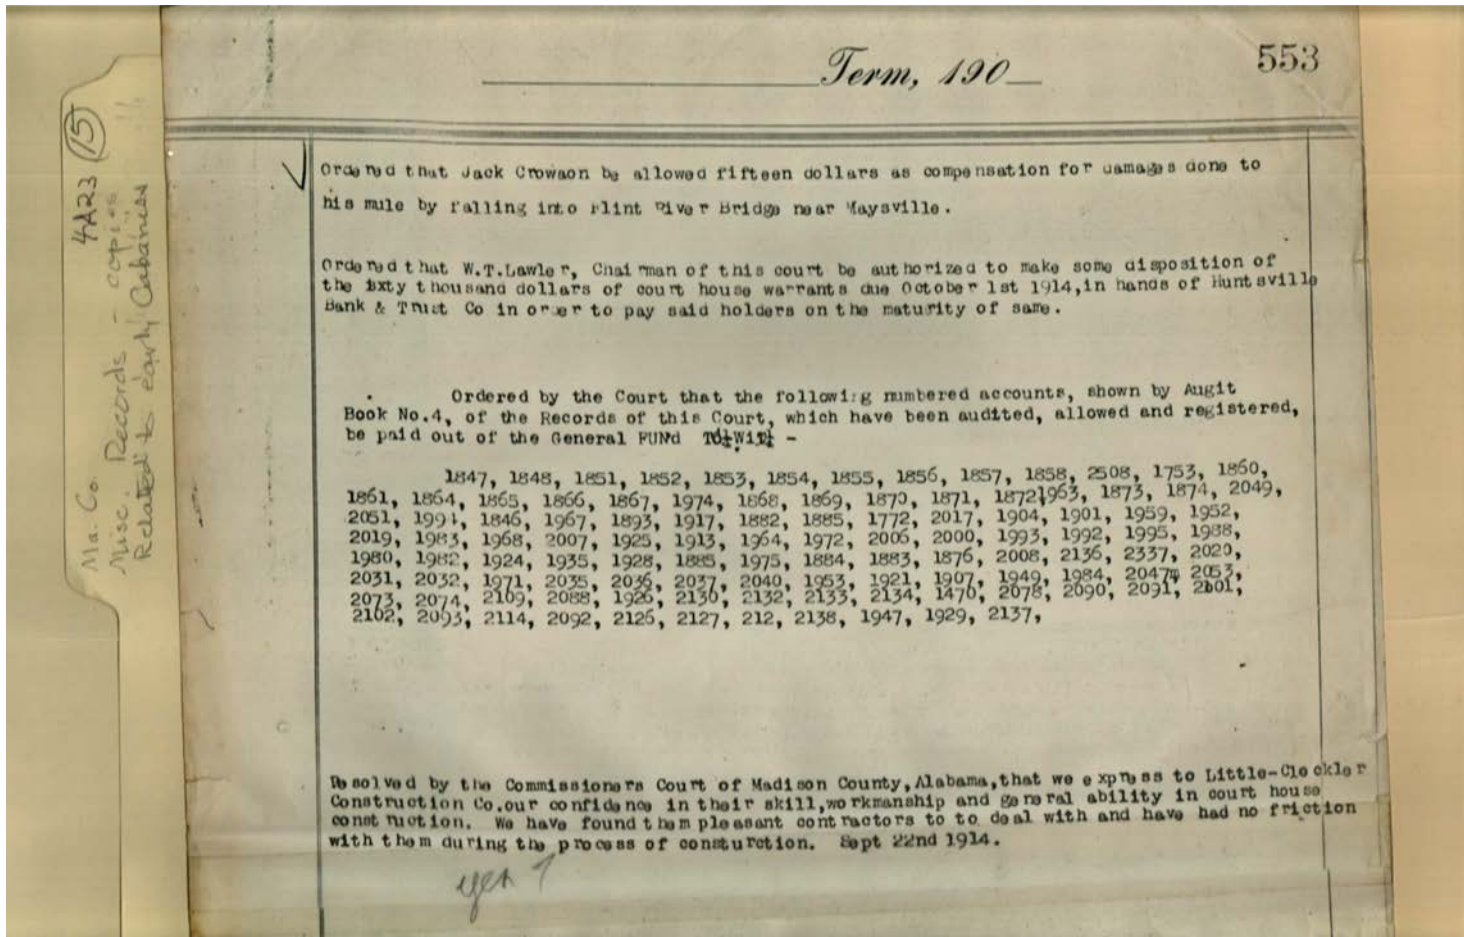 Term, 190
553
4A23 (15)
Ma. Co.
Misc. Records - copies
Related to early Cabaniss
Ordered that Jack Crowson be allowed fifteen dollars as compensation for damages done to
his mule by falling into Flint River Bridge near Maysville.
Ordered that W.T.Lawler, Chairman of this court be authorized to make some disposition of
the sixty thousand dollars of court house warrants due October 1st 1914,in hands of Huntsville
Bank & Trust Co in order to pay said holders on the maturity of same.
Ordered by the Court that the following numbered accounts, shown by Augit
Book No.4, of the Records of this Court, which have been audited, allowed and registered,
be paid out of the General FUNd To Wit -
1847, 1848, 1851, 1852, 1853, 1854, 1855, 1856, 1857, 1858, 2508, 1753, 1860,
1861, 1864, 1865, 1866, 1867, 1974, 1868, 1869, 1870, 1871, 1872,1963, 1873, 1874, 2049,
2051, 1991, 1846, 1967, 1893, 1917, 1882, 1885, 1772, 2017, 1904, 1901, 1959, 1952,
2019, 1983, 1968, 2007, 1925, 1913, 1964, 1972, 2006, 2000, 1993, 1992, 1995, 1988,
1980, 1982, 1924, 1935, 1928, 1885, 1975, 1884, 1883, 1876, 2008, 2136, 2337, 2020,
2031, 2032, 1971, 2035, 2036, 2037, 2040, 1953, 1921, 1907, 1949, 1984, 2047, 2053,
2073, 2074, 2109, 2088, 1926, 2130, 2132, 2133, 2134, 1470, 2078, 2090, 2091, 2101,
2102, 2093, 2114, 2092, 2126, 2127, 212, 2138, 1947, 1929, 2137,
Resolved by the Commissioners Court of Madison County,Alabama,that we express to Little-Cleckler
Construction Co.our confidence in their skill,workmanship and general ability in court house
construction. We have found them pleasant contractors to to deal with and have had no friction
with them during the process of consturction. Sept 22nd 1914.